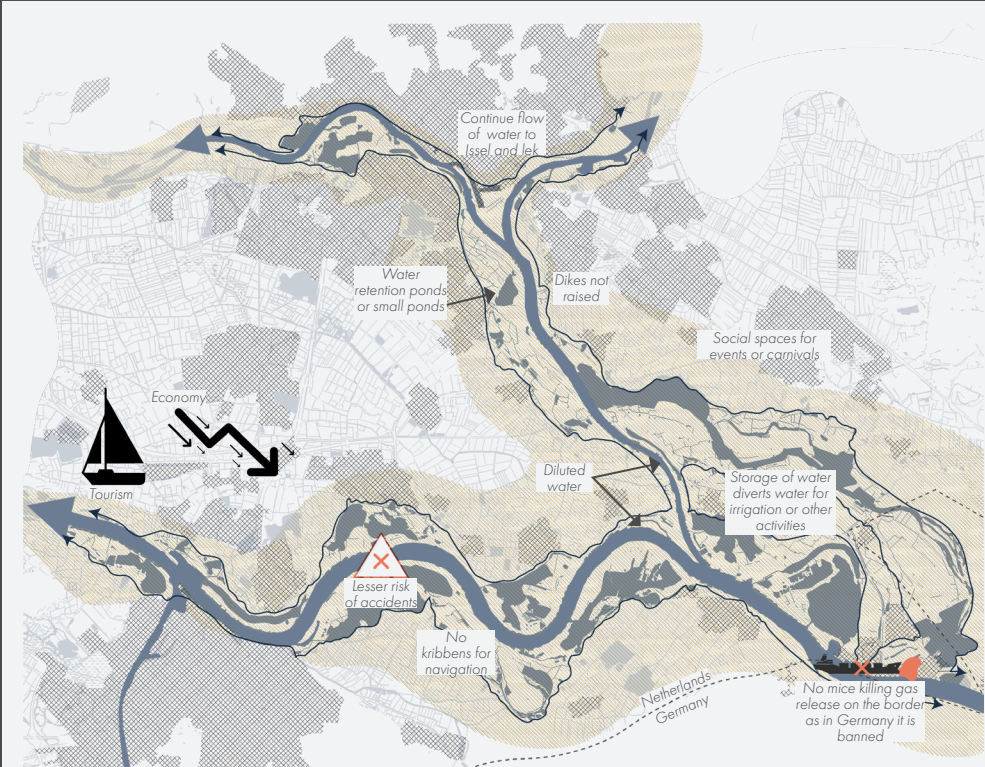 Continue flow
of water to
Issel and lek
Water
retention ponds
or small ponds
Dikes not
raised
Social spaces for
events or carnivals
Economy
Tourism
Diluted
water
Storage of water
diverts water for
irrigation or other
activities
Lesser risk
of accidents
No
kribbens for
navigation
Netherlands
Germany
No mice killing gas
release on the border
as in Germany it is
banned